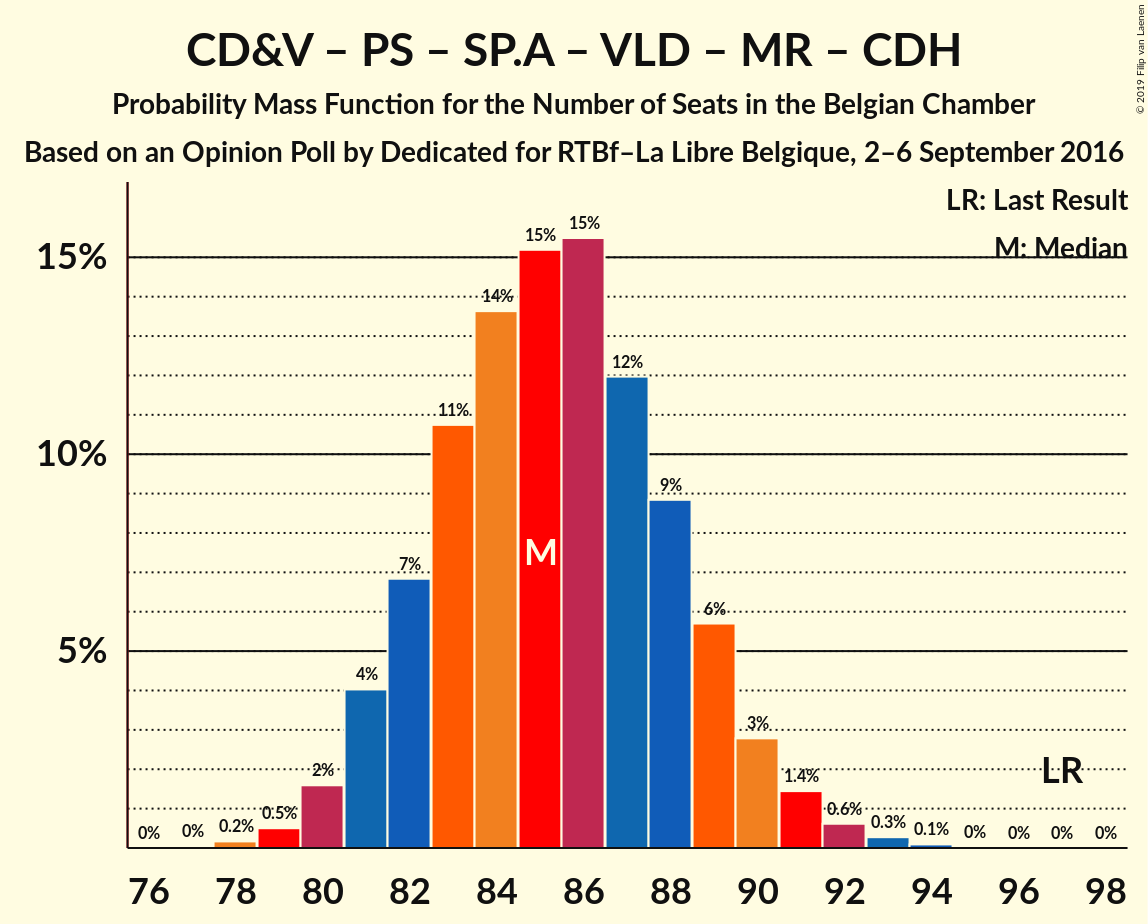 CD&V – PS – SP.A – VLD – MR – CDH
Probability Mass Function for the Number of Seats in the Belgian Chamber
Based on an Opinion Poll by Dedicated for RTBf–La Libre Belgique, 2–6 September 2016
© 2019 Filip van Laenen
LR: Last Result
M: Median
15%
10%
5%
0%
0%
0.2%
0.5%
2%
4%
7%
11%
14%
15%
15%
12%
9%
6%
3%
1.4%
0.6%
0.3%
0.1%
0%
0%
0%
0%
M
LR
76 78 80 82 84 86 88 90 92 94 96 98